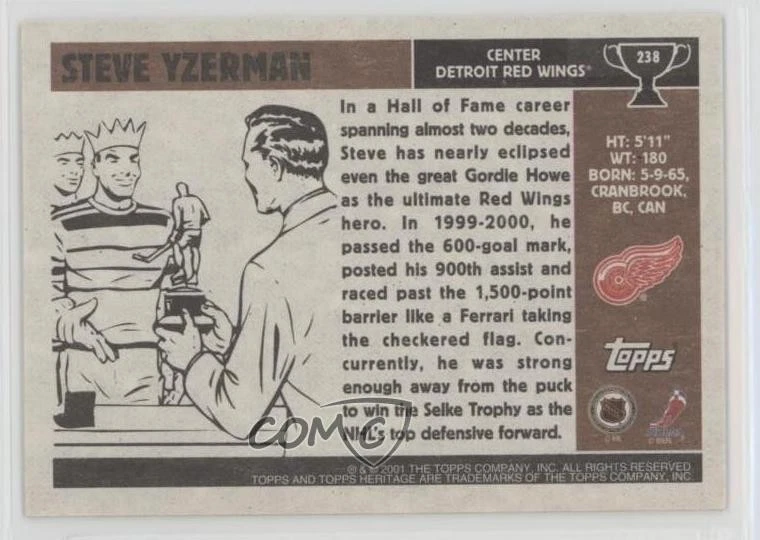 STEVE YZERMAN
CENTER
DETROIT RED WINGS®
238
In a Hall of Fame career
spanning almost two decades,
Steve has nearly eclipsed
even the great Gordie Howe
as the ultimate Red Wings
hero. In 1999-2000, he
passed the 600-goal mark,
posted his 900th assist and
raced past the 1,500-point
barrier like a Ferrari taking
the checkered flag. Con-
currently, he was strong
enough away from the puck
to win the Selke Trophy as the
NHL's top defensive forward.
HT: 5'11"
WT: 180
BORN: 5-9-65,
CRANBROOK,
BC, CAN
topps
COMC
® & © 2001 THE TOPPS COMPANY, INC. ALL RIGHTS RESERVED
TOPPS AND TOPPS HERITAGE ARE TRADEMARKS OF THE TOPPS COMPANY, INC